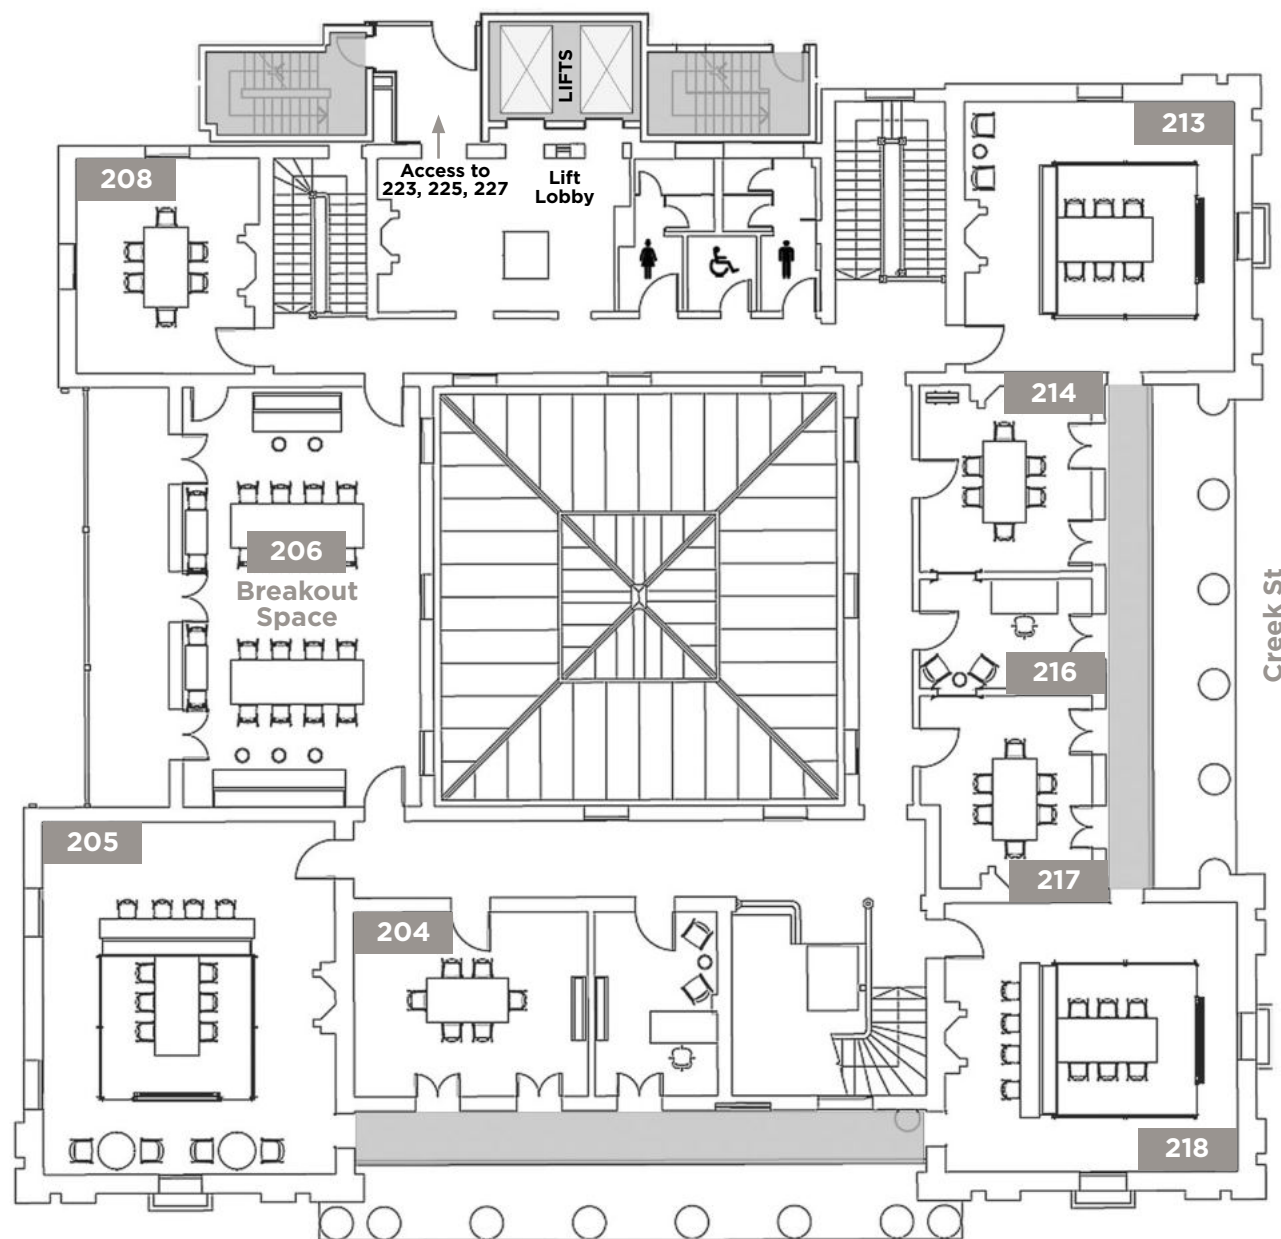 LIFTS
213
208
Access to
223, 225, 227
Lift
Lobby
214
206
Breakout
Space
Creek St
216
205
217
204
218